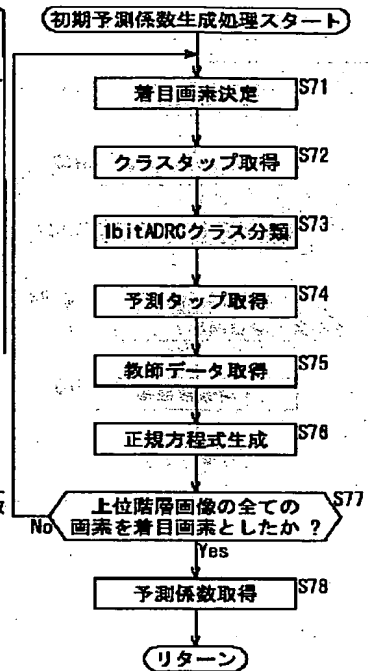 初期予測係数生成処理スタート
着目画素決定 S71
クラスタップ取得 S72
1bitADRCクラス分類 S73
予測タップ取得 S74
教師データ取得 S75
正規方程式生成 S76
上位階層画像の全ての
画素を着目画素としたか ? S77
No
Yes
予測係数取得 S78
リターン